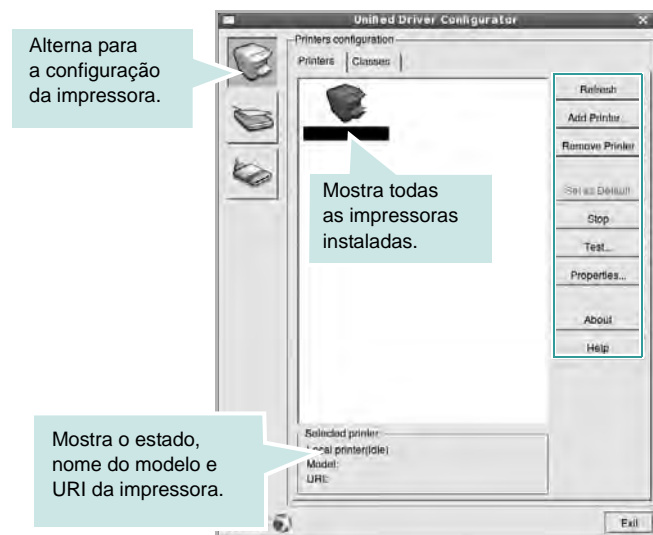 Unified Driver Configurator
Alterna para
a configuração
da impressora.
Printers configuration
Printers
Classes
Refresh
Add Printer...
Remove Printer
Set as Default
Stop
Test...
Properties...
About
Help
Mostra todas
as impressoras
instaladas.
Mostra o estado,
nome do modelo e
URI da impressora.
Selected printer:
Local printer(idle)
Model:
URI:
Exit